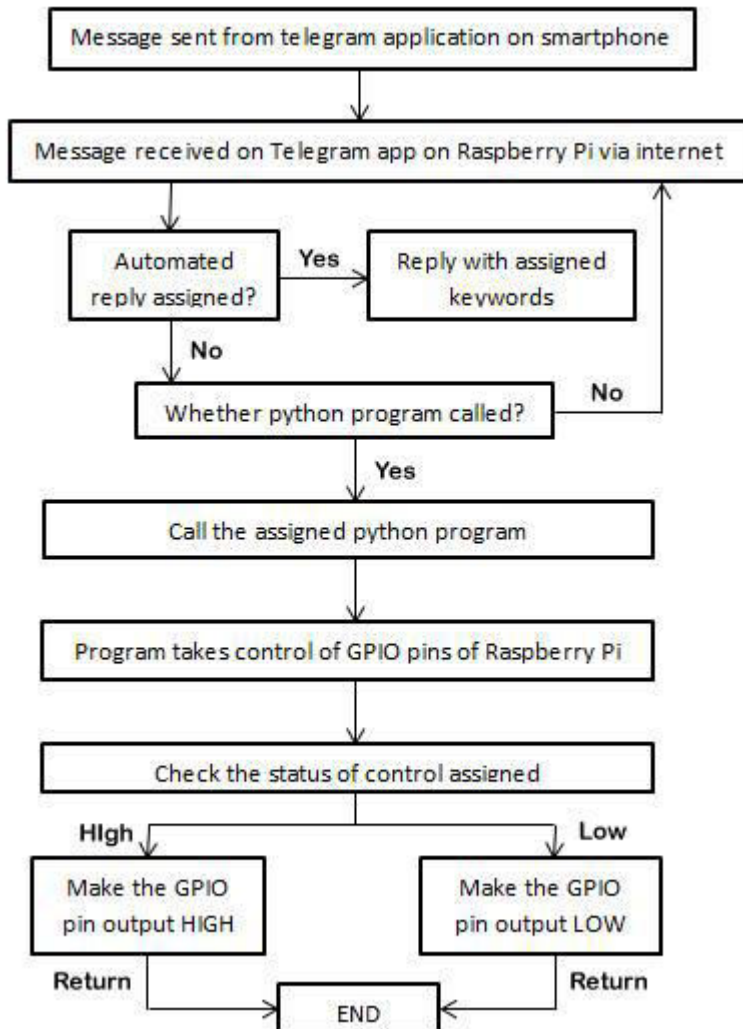 Message sent from telegram application on smartphone
Message received on Telegram app on Raspberry Pi via internet
Automated
reply assigned?
Yes
Reply with assigned
keywords
No
Whether python program called?
No
Yes
Call the assigned python program
Program takes control of GPIO pins of Raspberry Pi
Check the status of control assigned
HIgh
Low
Make the GPIO
pin output HIGH
Make the GPIO
pin output LOW
Return
Return
END